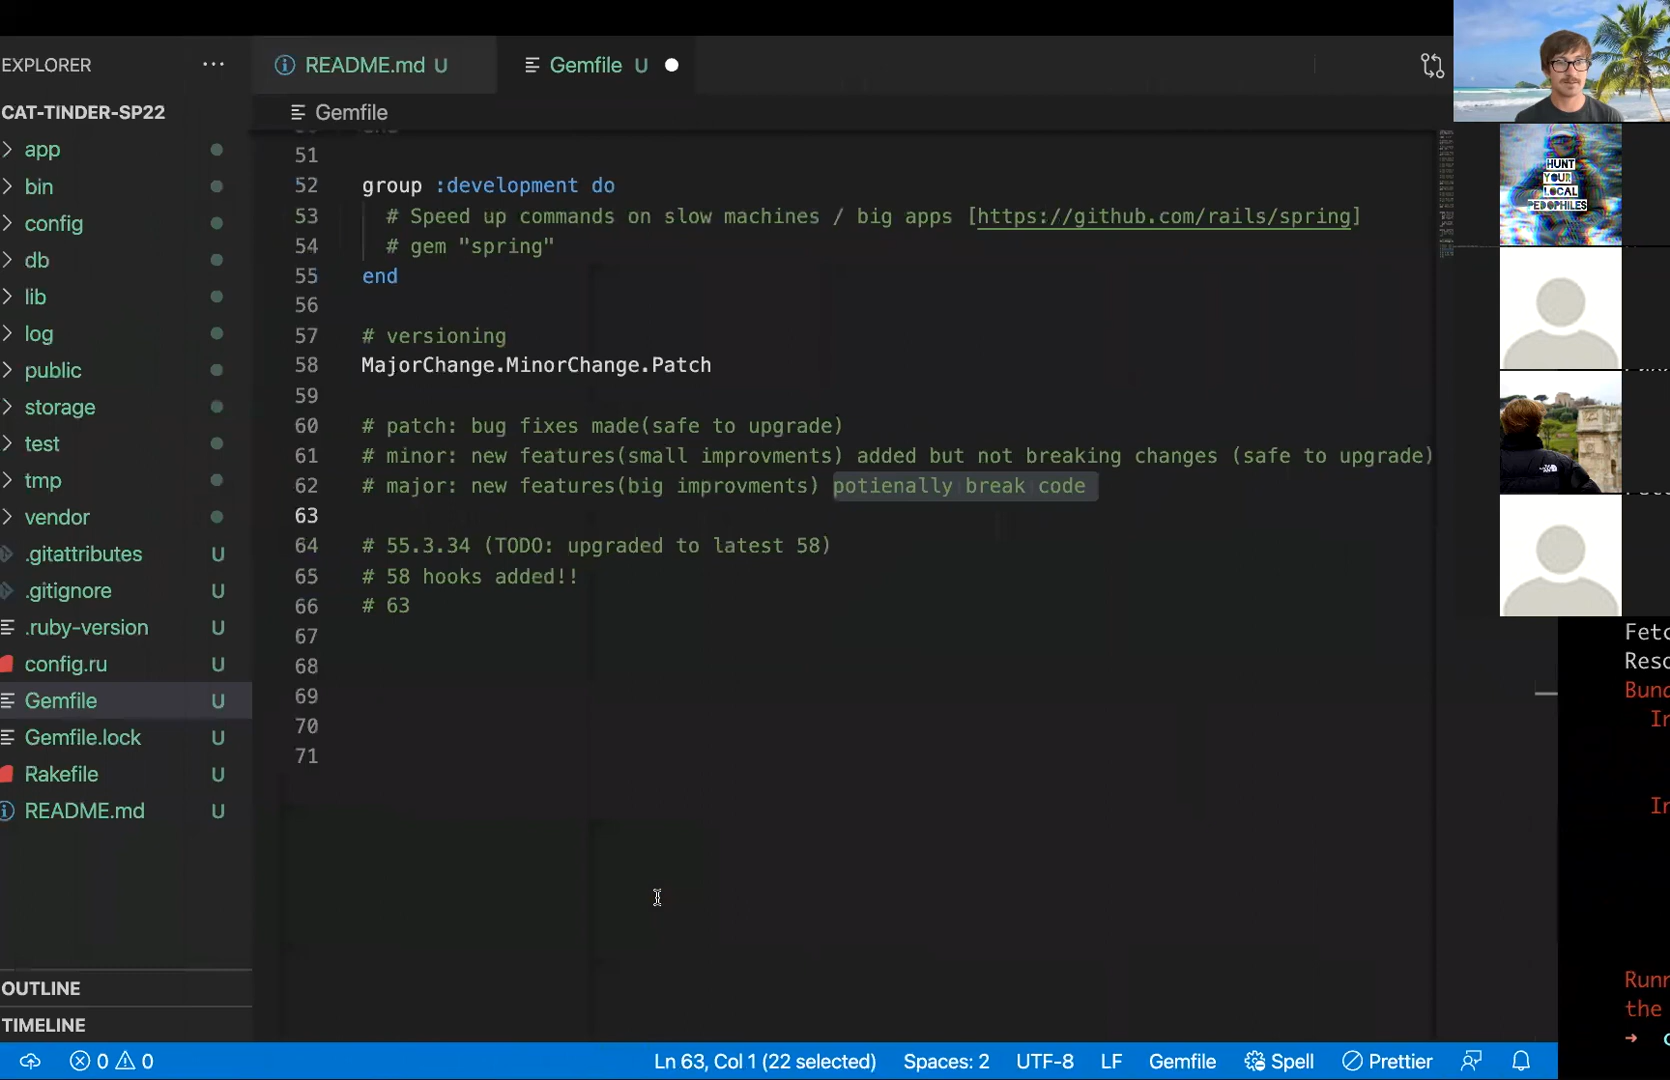 EXPLORER
···
README.md U
Gemfile U
CAT-TINDER-SP22
Gemfile
app
bin
config
db
lib
log
public
storage
test
tmp
vendor
.gitattributes U
.gitignore U
.ruby-version U
config.ru U
Gemfile U
Gemfile.lock U
Rakefile U
README.md U
OUTLINE
TIMELINE
51
52 group :development do
53 # Speed up commands on slow machines / big apps [https://github.com/rails/spring]
54 # gem "spring"
55 end
56
57 # versioning
58 MajorChange.MinorChange.Patch
59
60 # patch: bug fixes made(safe to upgrade)
61 # minor: new features(small improvments) added but not breaking changes (safe to upgrade)
62 # major: new features(big improvments) potienally break code
63
64 # 55.3.34 (TODO: upgraded to latest 58)
65 # 58 hooks added!!
66 # 63
67
68
69
70
71
HUNT
YOUR
LOCAL
PEDOPHILES
Fetc
Reso
Bund
In
In
Runn
the
0 0
Ln 63, Col 1 (22 selected)
Spaces: 2
UTF-8
LF
Gemfile
Spell
Prettier